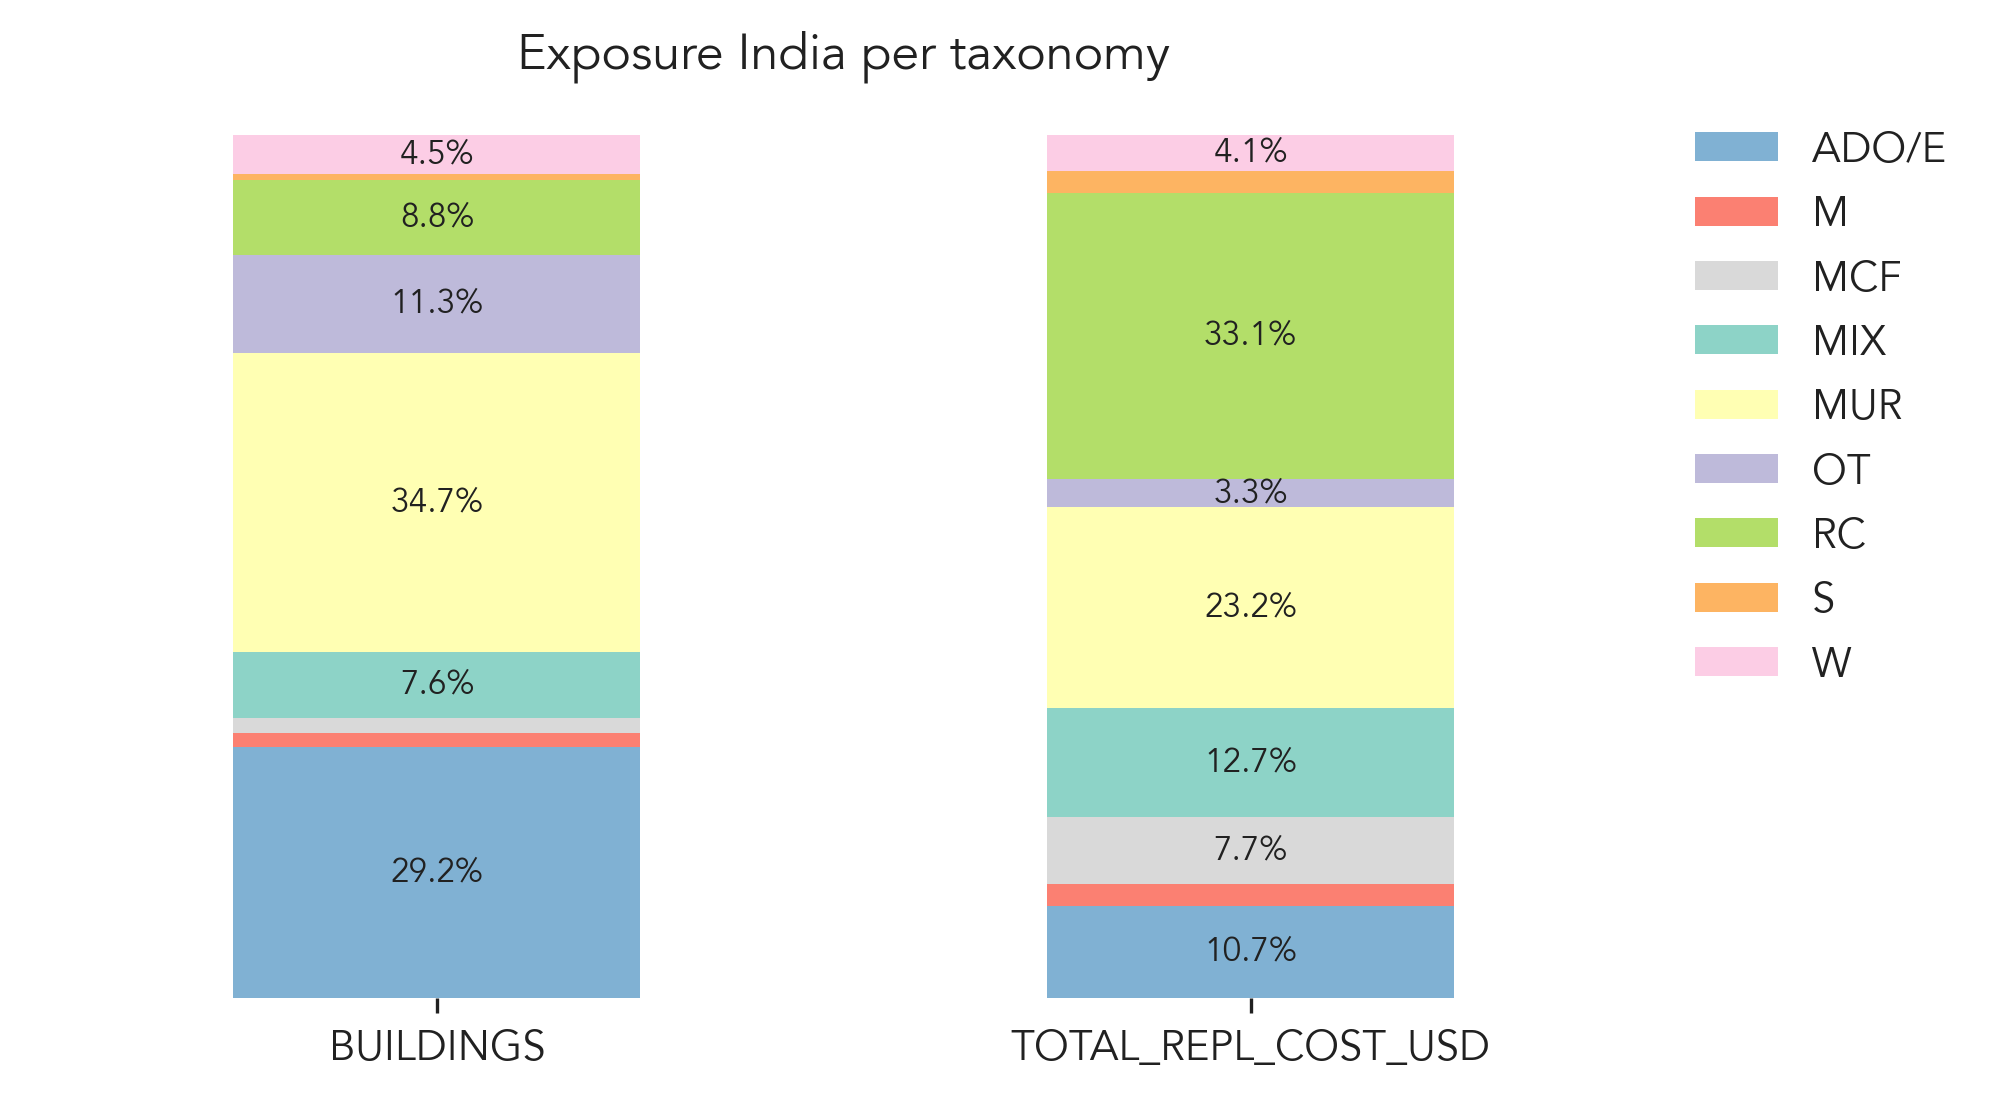 Exposure India per taxonomy
4.5%
8.8%
11.3%
34.7%
7.6%
29.2%
BUILDINGS
4.1%
33.1%
3.3%
23.2%
12.7%
7.7%
10.7%
TOTAL_REPL_COST_USD
ADO/E
M
MCF
MIX
MUR
OT
RC
S
W